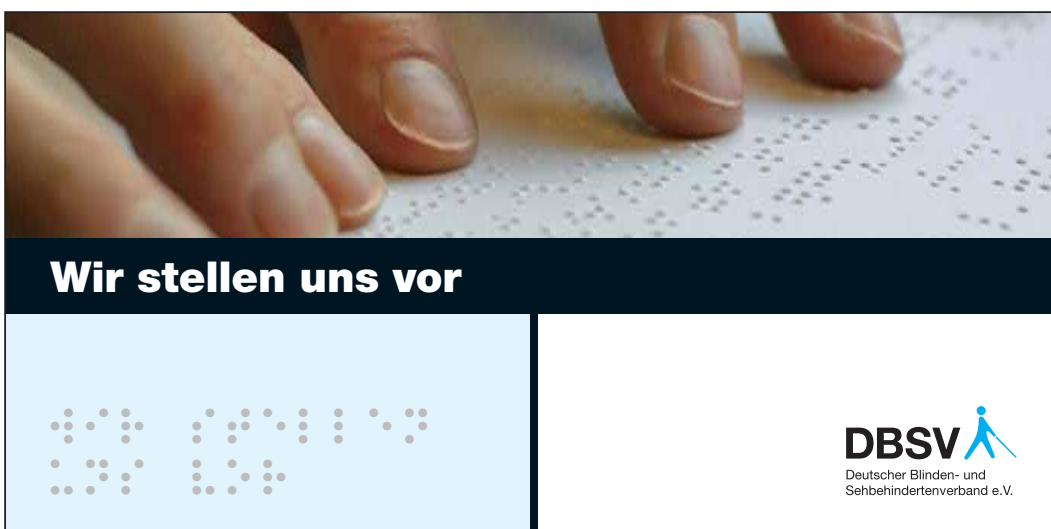 Wir stellen uns vor
⠺⠊⠗ ⠎⠞⠑⠇⠇⠑⠝
⠥⠝⠎ ⠧⠕⠗
DBSV
Deutscher Blinden- und
Sehbehindertenverband e.V.